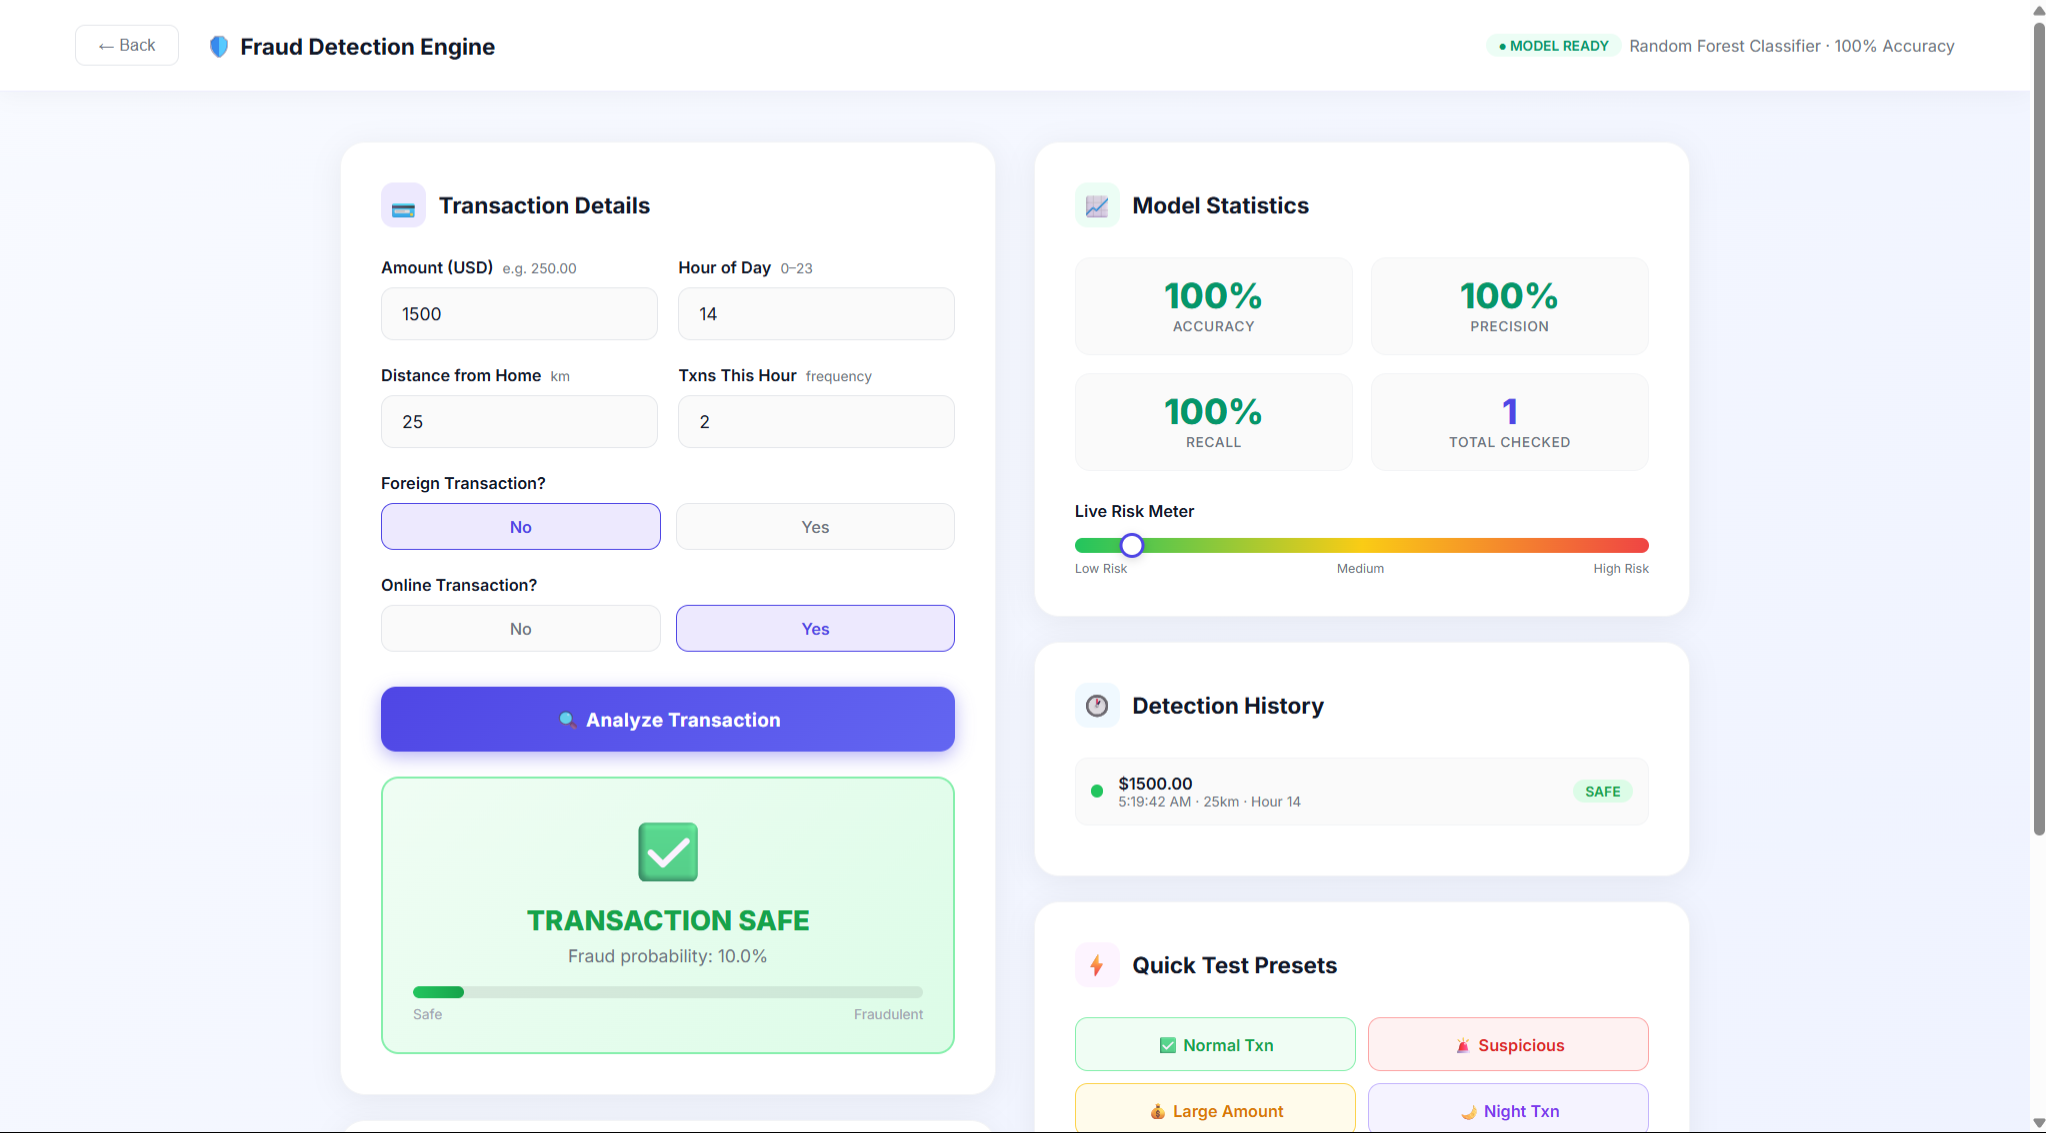 ← Back
Fraud Detection Engine
● MODEL READY
Random Forest Classifier · 100% Accuracy
Transaction Details
Amount (USD) e.g. 250.00
1500
Hour of Day 0–23
14
Distance from Home km
25
Txns This Hour frequency
2
Foreign Transaction?
No
Yes
Online Transaction?
No
Yes
Analyze Transaction
TRANSACTION SAFE
Fraud probability: 10.0%
Safe
Fraudulent
Model Statistics
100%
ACCURACY
100%
PRECISION
100%
RECALL
1
TOTAL CHECKED
Live Risk Meter
Low Risk
Medium
High Risk
Detection History
$1500.00
5:19:42 AM · 25km · Hour 14
SAFE
Quick Test Presets
Normal Txn
Suspicious
Large Amount
Night Txn